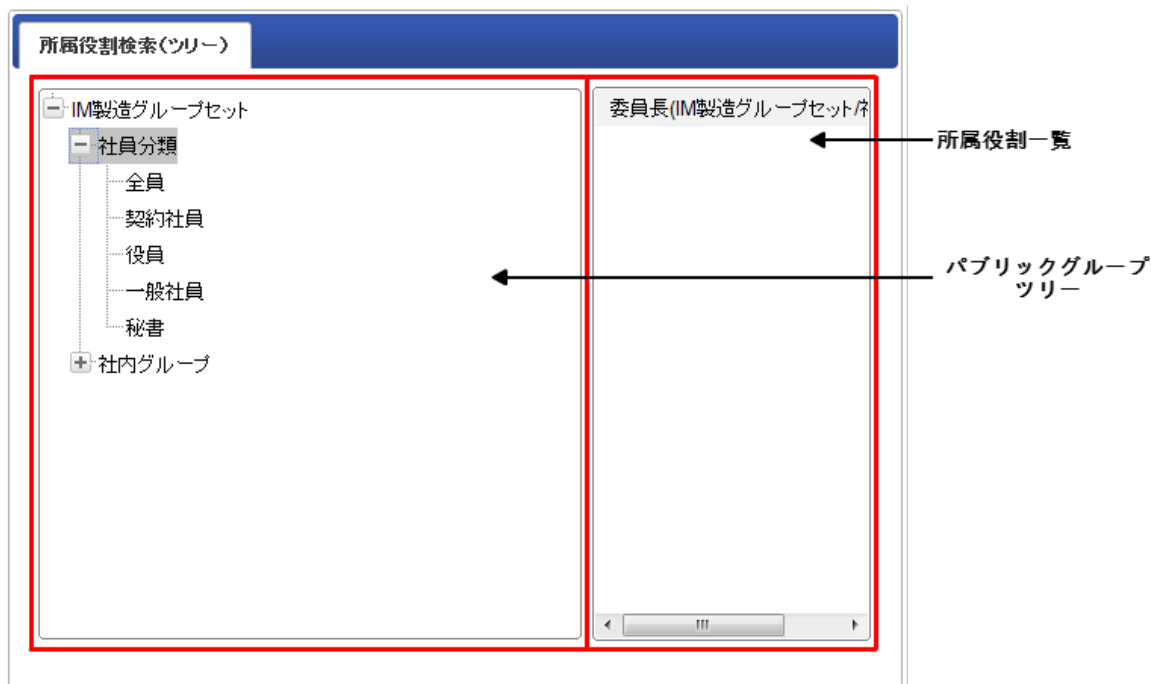 所属役割検索(ツリー)
IM製造グループセット
社員分類
全員
契約社員
役員
一般社員
秘書
社内グループ
委員長(IM製造グループセット/
所属役割一覧
パブリックグループ
ツリー